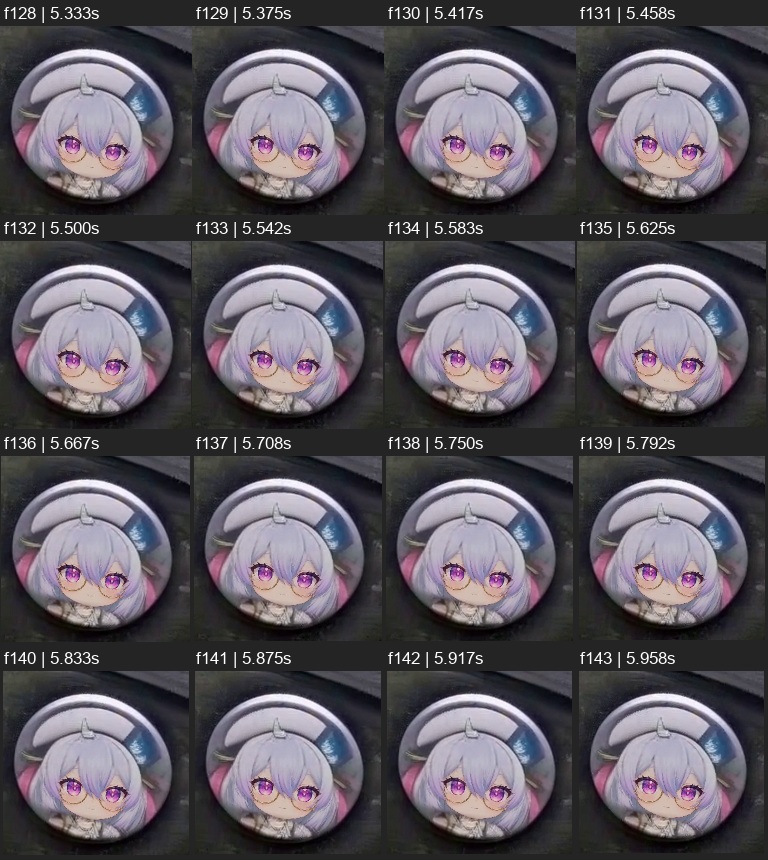 f128 | 5.333s
f129 | 5.375s
f130 | 5.417s
f131 | 5.458s
f132 | 5.500s
f133 | 5.542s
f134 | 5.583s
f135 | 5.625s
f136 | 5.667s
f137 | 5.708s
f138 | 5.750s
f139 | 5.792s
f140 | 5.833s
f141 | 5.875s
f142 | 5.917s
f143 | 5.958s